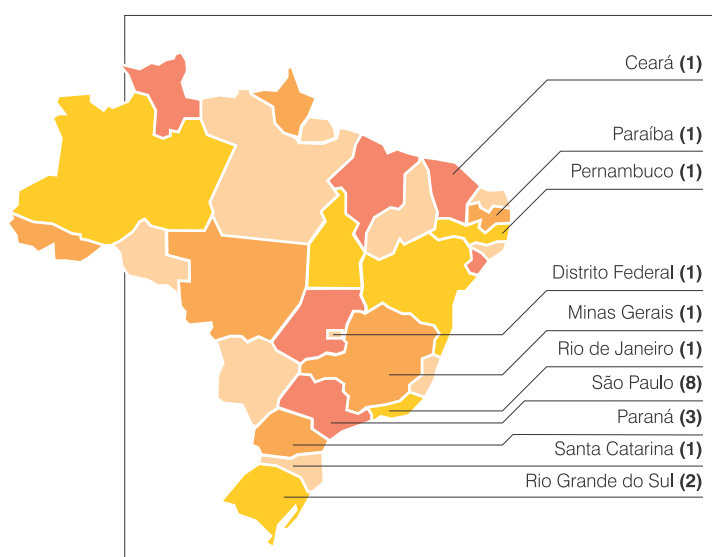 Ceará (1)
Paraíba (1)
Pernambuco (1)
Distrito Federal (1)
Minas Gerais (1)
Rio de Janeiro (1)
São Paulo (8)
Paraná (3)
Santa Catarina (1)
Rio Grande do Sul (2)